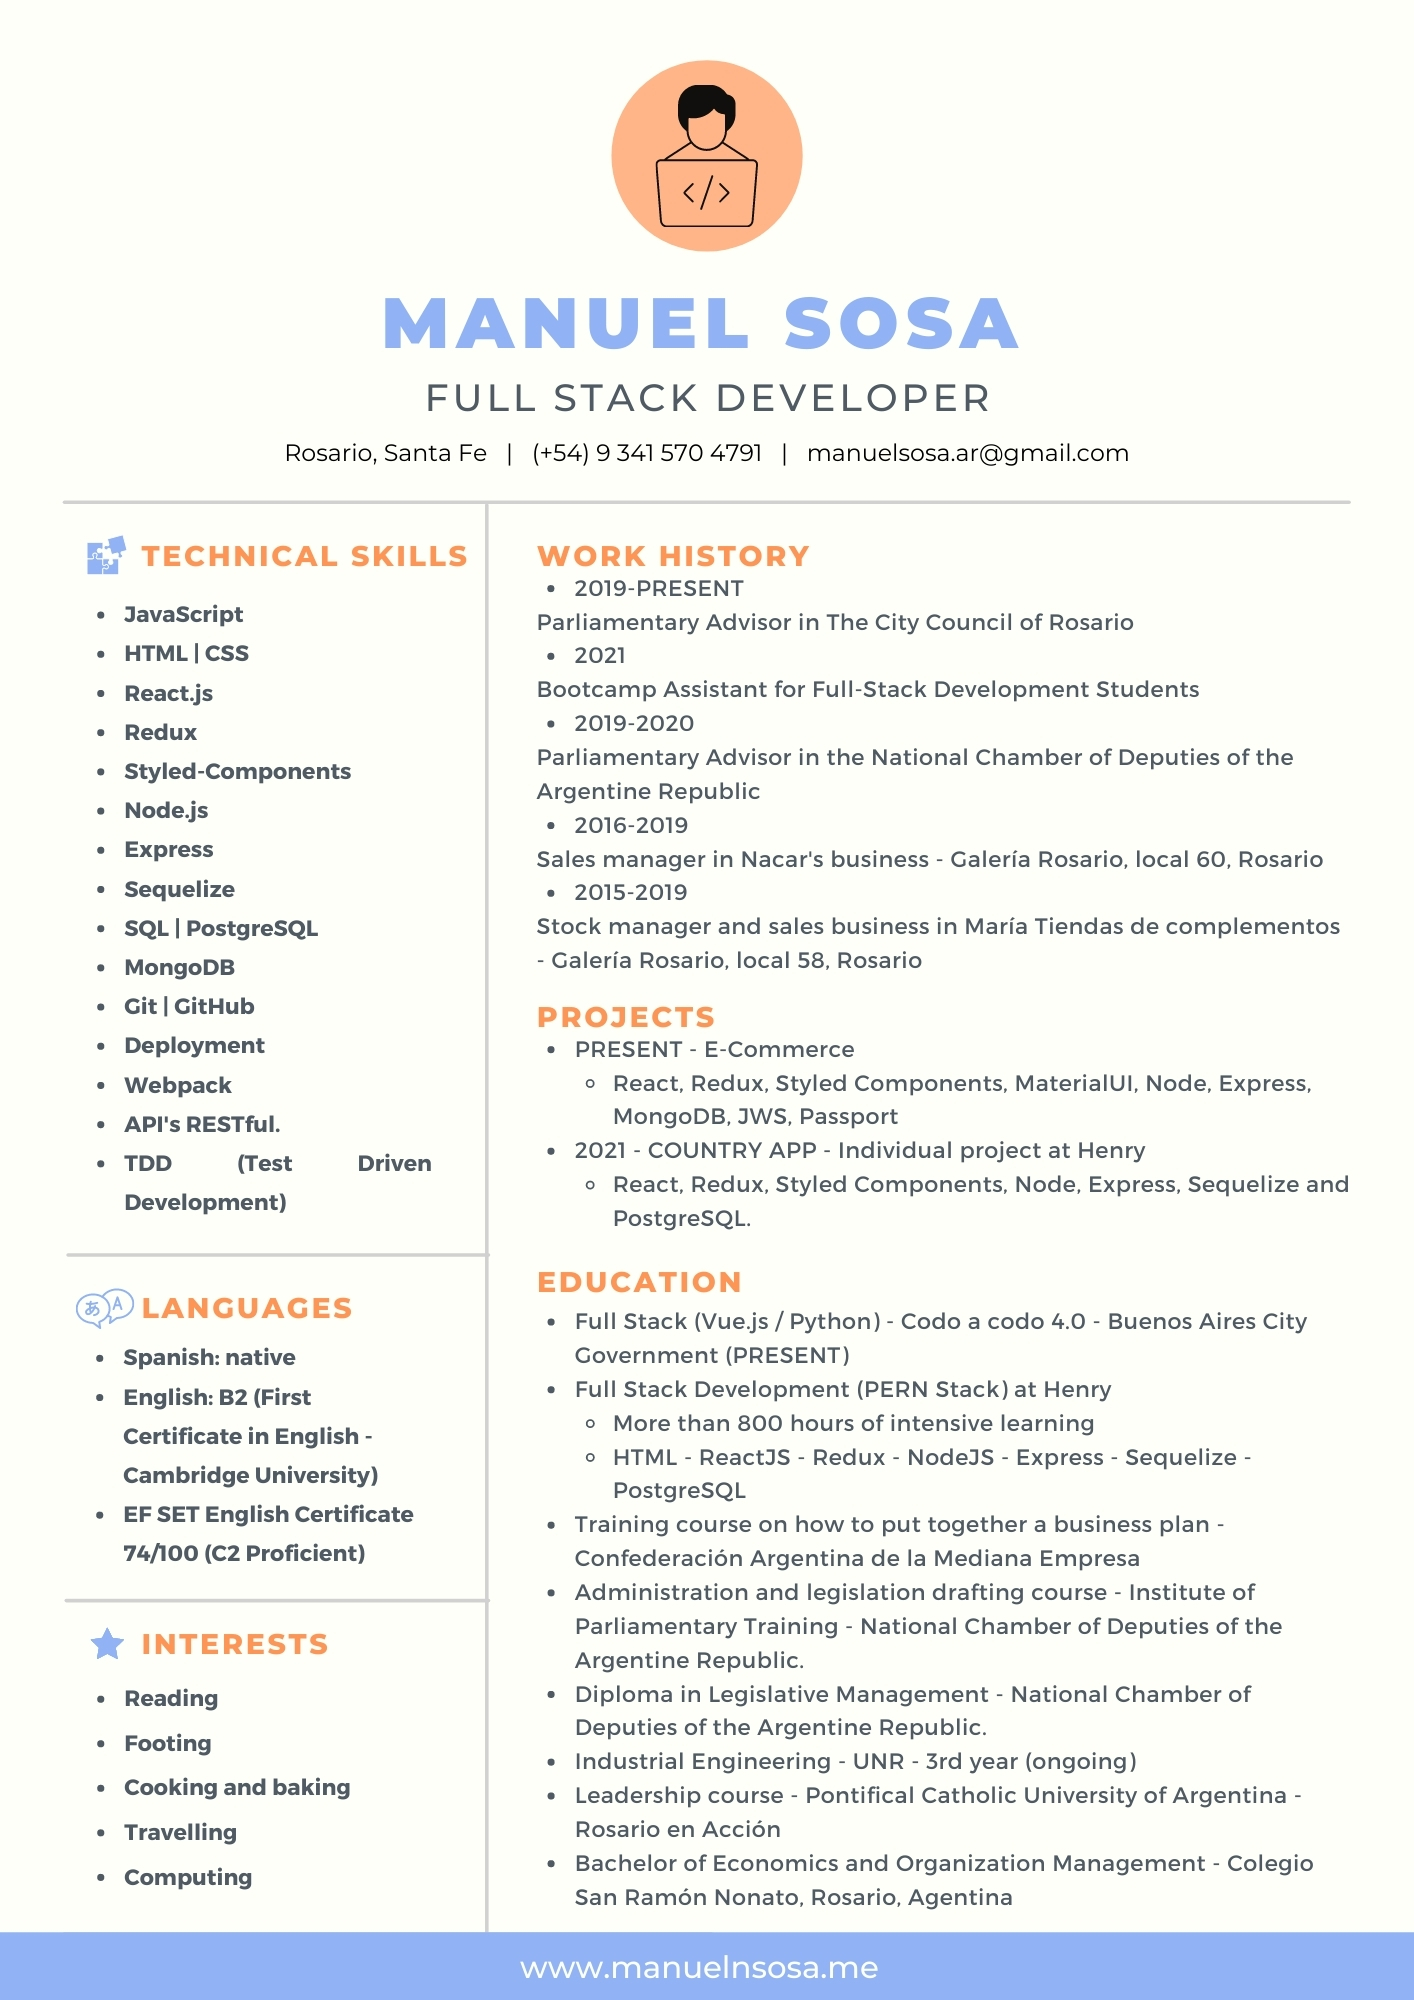 </>
MANUEL SOSA
FULL STACK DEVELOPER
Rosario, Santa Fe | (+54) 9 341 570 4791 | manuelsosa.ar@gmail.com
TECHNICAL SKILLS
• JavaScript
• HTML | CSS
• React.js
• Redux
• Styled-Components
• Node.js
• Express
• Sequelize
• SQL | PostgreSQL
• MongoDB
• Git | GitHub
• Deployment
• Webpack
• API's RESTful.
• TDD (Test Driven
Development)
あ A
LANGUAGES
• Spanish: native
• English: B2 (First
Certificate in English -
Cambridge University)
• EF SET English Certificate
74/100 (C2 Proficient)
INTERESTS
• Reading
• Footing
• Cooking and baking
• Travelling
• Computing
WORK HISTORY
• 2019-PRESENT
Parliamentary Advisor in The City Council of Rosario
• 2021
Bootcamp Assistant for Full-Stack Development Students
• 2019-2020
Parliamentary Advisor in the National Chamber of Deputies of the
Argentine Republic
• 2016-2019
Sales manager in Nacar's business - Galería Rosario, local 60, Rosario
• 2015-2019
Stock manager and sales business in María Tiendas de complementos
- Galería Rosario, local 58, Rosario
PROJECTS
• PRESENT - E-Commerce
◦ React, Redux, Styled Components, MaterialUI, Node, Express,
MongoDB, JWS, Passport
• 2021 - COUNTRY APP - Individual project at Henry
◦ React, Redux, Styled Components, Node, Express, Sequelize and
PostgreSQL.
EDUCATION
• Full Stack (Vue.js / Python) - Codo a codo 4.0 - Buenos Aires City
Government (PRESENT)
• Full Stack Development (PERN Stack) at Henry
◦ More than 800 hours of intensive learning
◦ HTML - ReactJS - Redux - NodeJS - Express - Sequelize -
PostgreSQL
• Training course on how to put together a business plan -
Confederación Argentina de la Mediana Empresa
• Administration and legislation drafting course - Institute of
Parliamentary Training - National Chamber of Deputies of the
Argentine Republic.
• Diploma in Legislative Management - National Chamber of
Deputies of the Argentine Republic.
• Industrial Engineering - UNR - 3rd year (ongoing)
• Leadership course - Pontifical Catholic University of Argentina -
Rosario en Acción
• Bachelor of Economics and Organization Management - Colegio
San Ramón Nonato, Rosario, Agentina
www.manuelnsosa.me